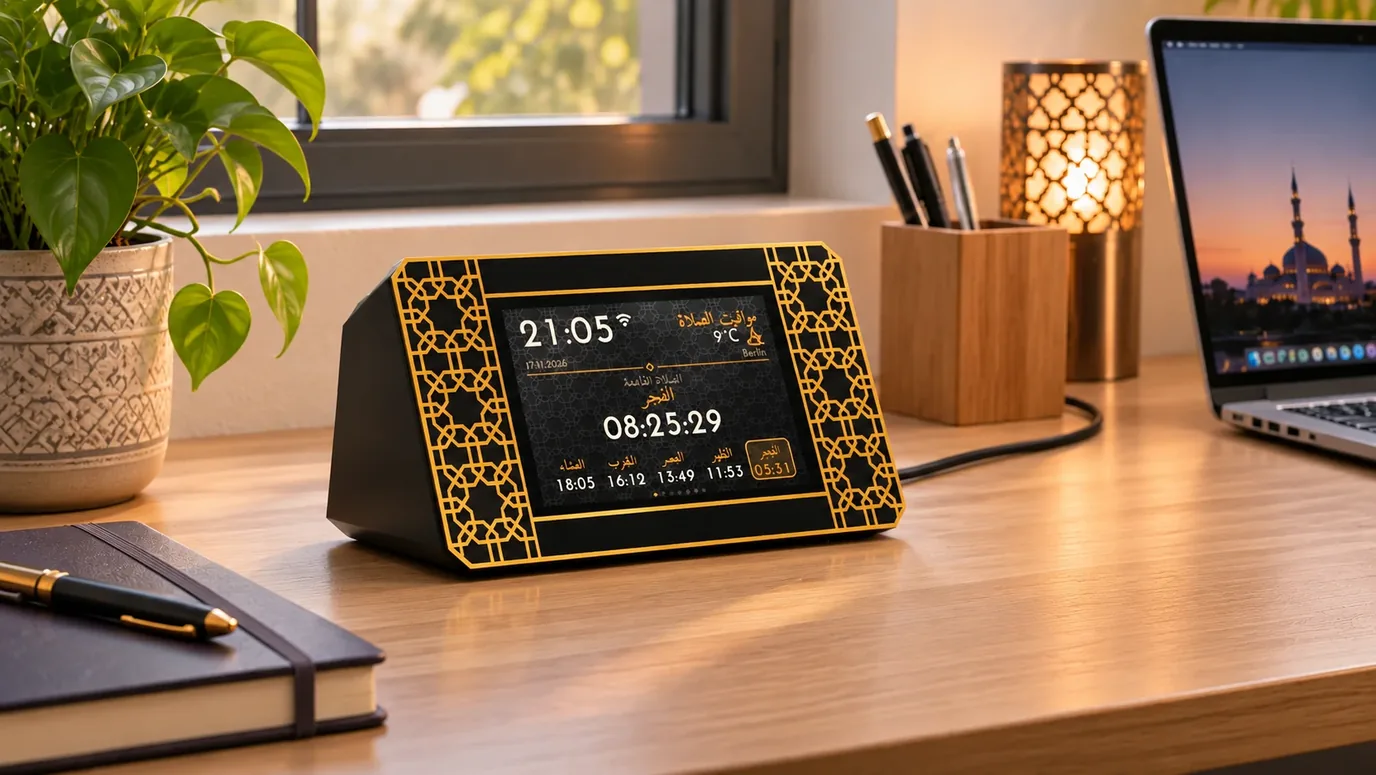 21:05 مواقيت الصلاة
9°C
17.11.2026 Berlin
الصلاة
الفجر
08:25:29
العشاء المغرب العصر الظهر الفجر
18:05 16:12 13:49 11:53 05:31